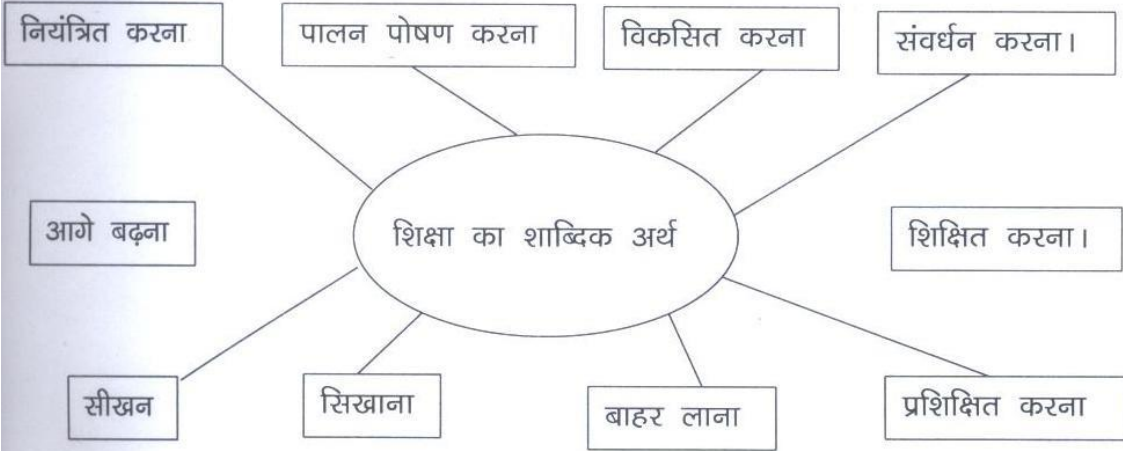 नियंत्रित करना
पालन पोषण करना
विकसित करना
संवर्धन करना।
आगे बढ़ना
शिक्षा का शाब्दिक अर्थ
शिक्षित करना।
सीखन
सिखाना
बाहर लाना
प्रशिक्षित करना